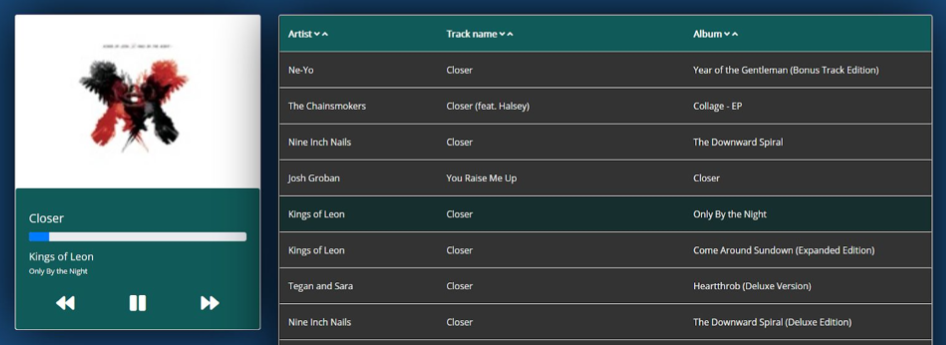 Closer
Kings of Leon
Only By the Night
Artist Track name Album
Ne-Yo Closer Year of the Gentleman (Bonus Track Edition)
The Chainsmokers Closer (feat. Halsey) Collage - EP
Nine Inch Nails Closer The Downward Spiral
Josh Groban You Raise Me Up Closer
Kings of Leon Closer Only By the Night
Kings of Leon Closer Come Around Sundown (Expanded Edition)
Tegan and Sara Closer Heartthrob (Deluxe Version)
Nine Inch Nails Closer The Downward Spiral (Deluxe Edition)